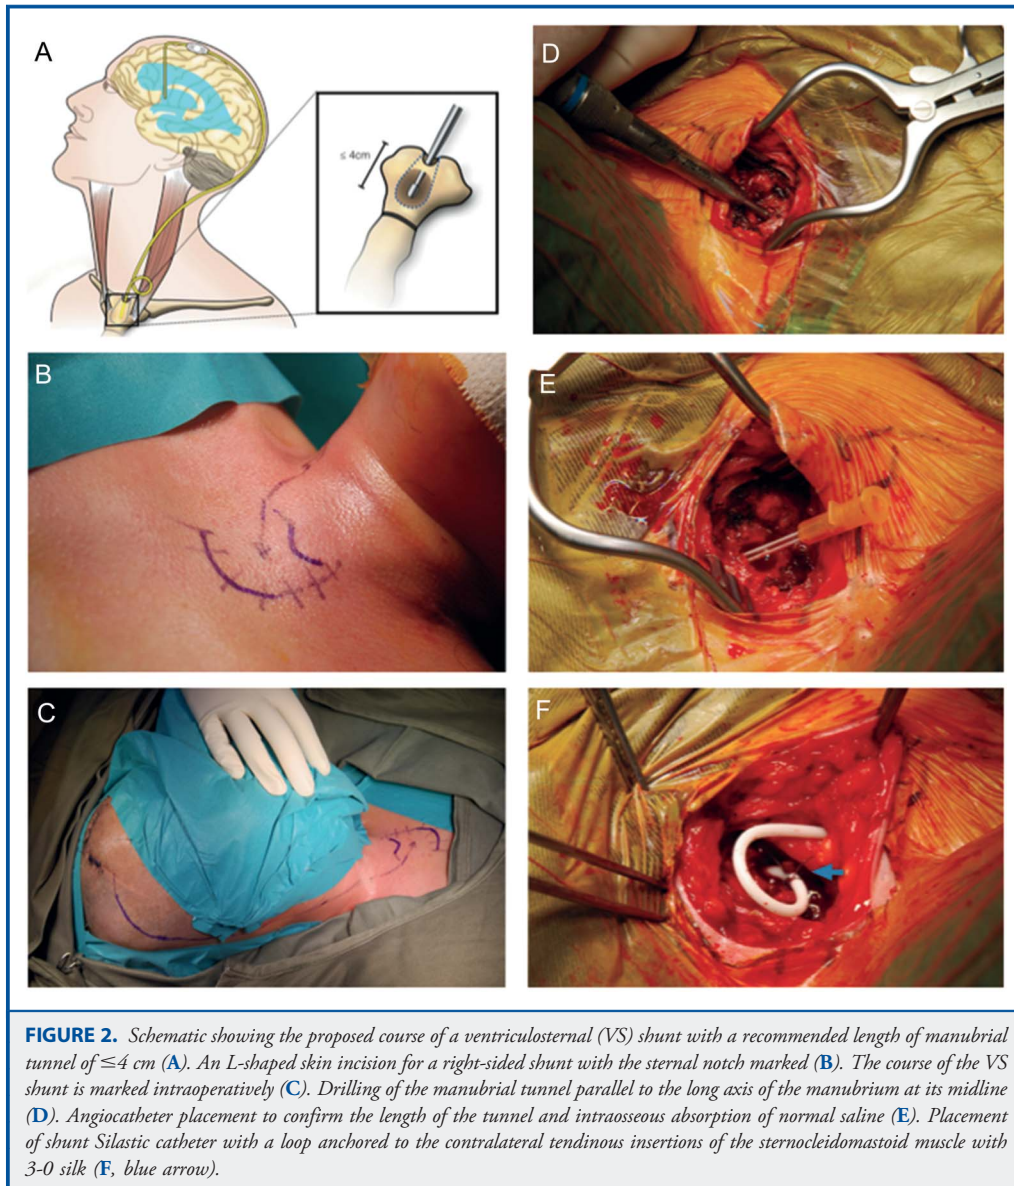 A
≤ 4cm
B
C
D
E
F
FIGURE 2. Schematic showing the proposed course of a ventriculosternal (VS) shunt with a recommended length of manubrial
tunnel of ≤4 cm (A). An L-shaped skin incision for a right-sided shunt with the sternal notch marked (B). The course of the VS
shunt is marked intraoperatively (C). Drilling of the manubrial tunnel parallel to the long axis of the manubrium at its midline
(D). Angiocatheter placement to confirm the length of the tunnel and intraosseous absorption of normal saline (E). Placement
of shunt Silastic catheter with a loop anchored to the contralateral tendinous insertions of the sternocleidomastoid muscle with
3-0 silk (F, blue arrow).